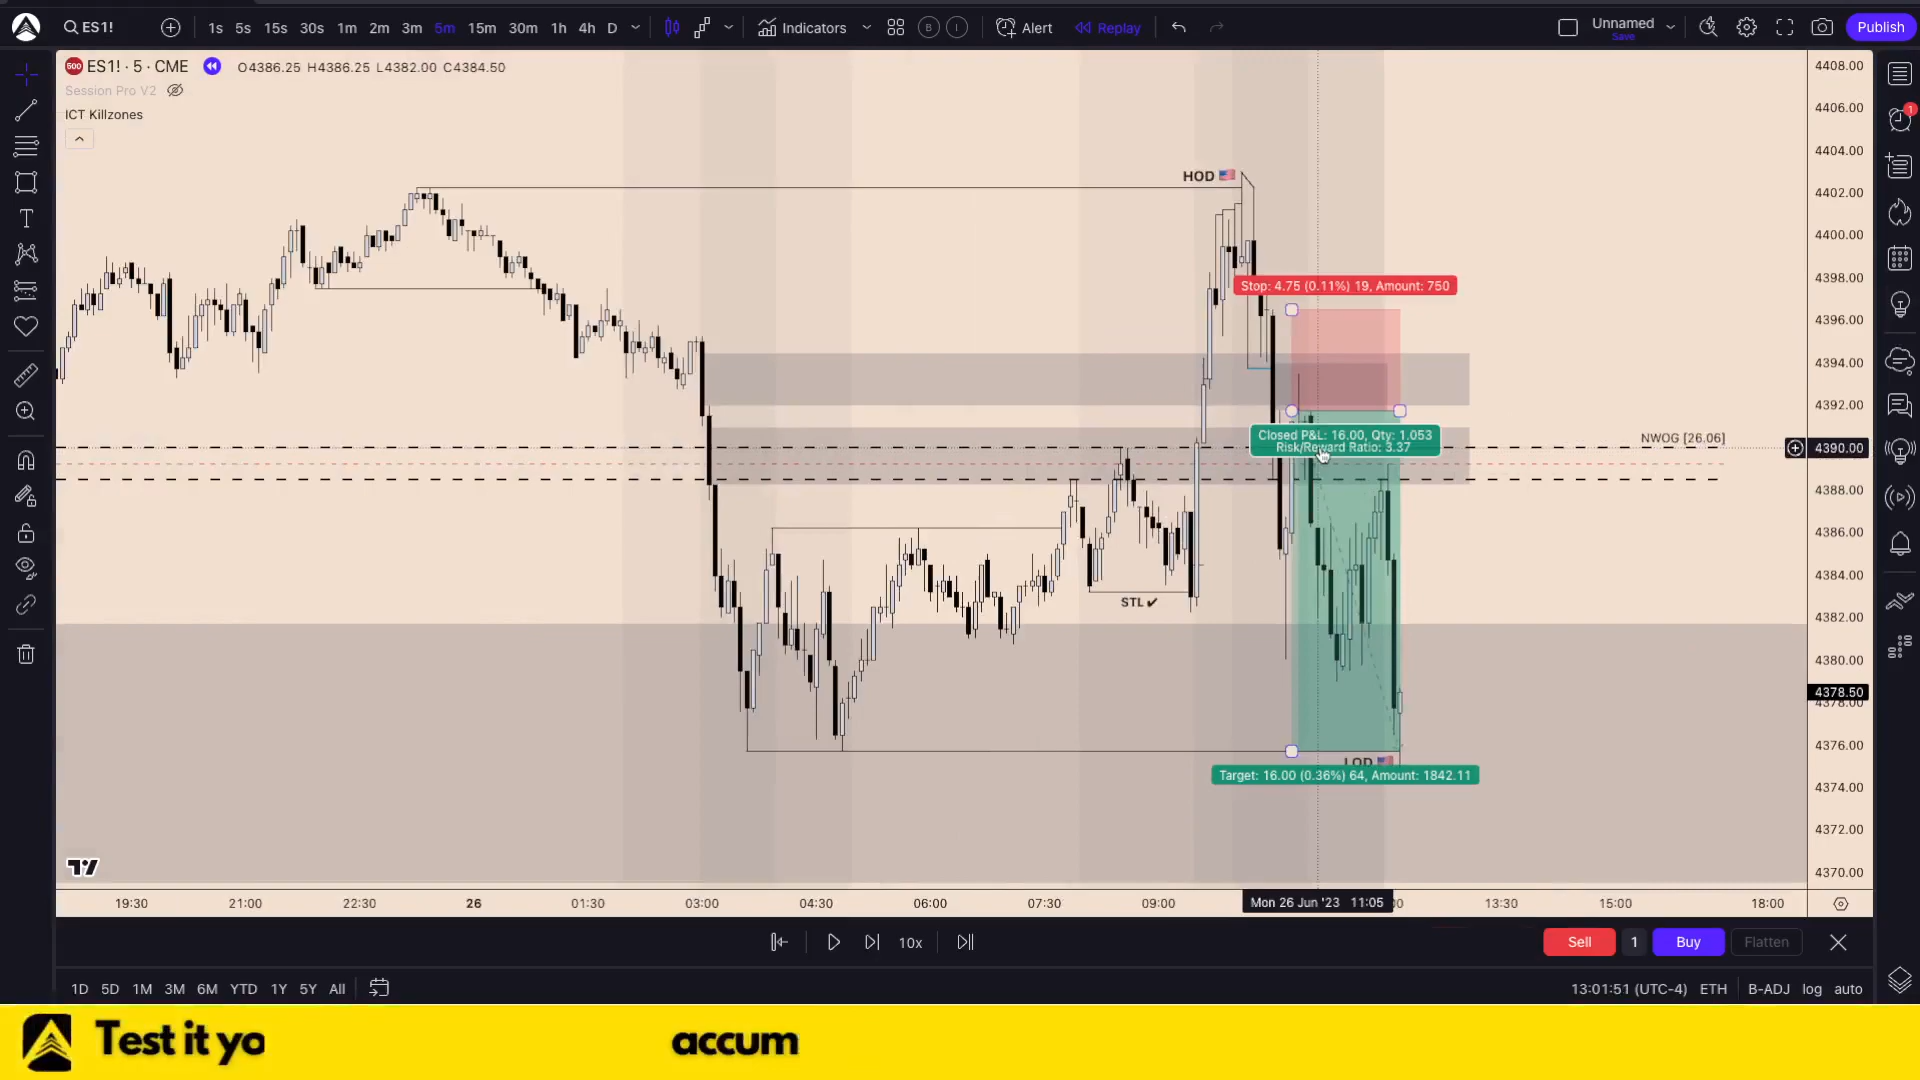 ES1!
1s 5s 15s 30s 1m 2m 3m 5m 15m 30m 1h 4h D
Indicators
B I
Alert
Replay
Unnamed
Save
Publish
500 ES1! · 5 · CME O4386.25 H4386.25 L4382.00 C4384.50
Session Pro V2
ICT Killzones
HOD
Stop: 4.75 (0.11%) 19, Amount: 750
Closed P&L: 16.00, Qty: 1.053
Risk/Reward Ratio: 3.37
NWOG [26.06]
STL ✓
LOD
Target: 16.00 (0.36%) 64, Amount: 1842.11
4408.00
4406.00
4404.00
4402.00
4400.00
4398.00
4396.00
4394.00
4392.00
4390.00
4388.00
4386.00
4384.00
4382.00
4380.00
4378.50
4378.00
4376.00
4374.00
4372.00
4370.00
1
19:30 21:00 22:30 26 01:30 03:00 04:30 06:00 07:30 09:00 Mon 26 Jun '23 11:05 13:30 15:00 18:00
10x
Sell 1 Buy Flatten
1D 5D 1M 3M 6M YTD 1Y 5Y All
13:01:51 (UTC-4) ETH B-ADJ log auto
Test it yo accum